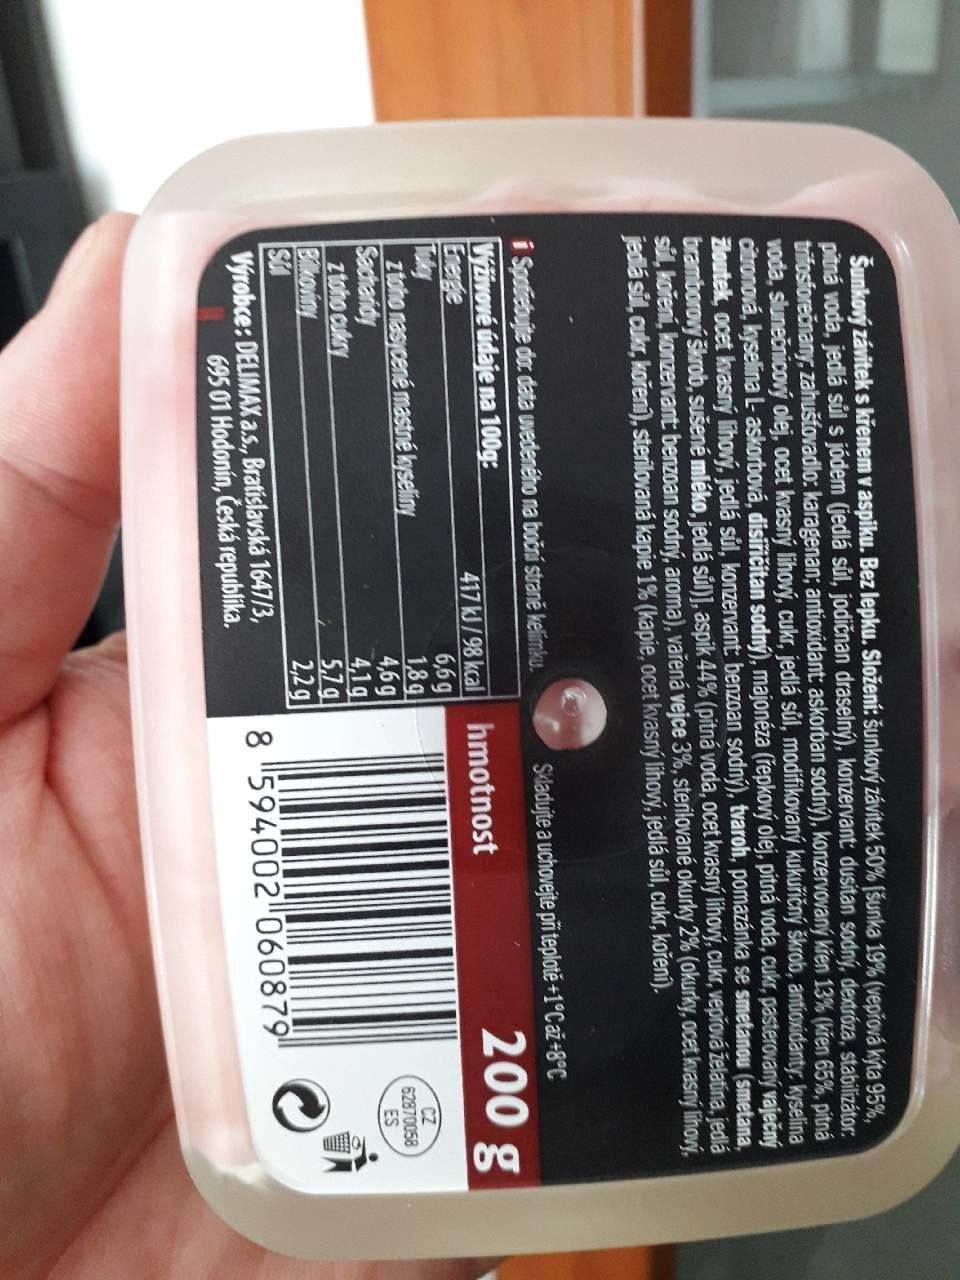 Šunkový závitek s křenem v aspiku. Bez lepku. Složení: šunkový závitek 50% [šunka 19% (vepřová kýta 95%,
pitná voda, jedlá sůl s jódem (jedlá sůl, jodičnan draselný), konzervant: dusitan sodný, dextróza, stabilizátor:
trifosforečnany, zahušťovadlo: karagenan; antioxidant: askorban sodný), konzervovaný křen 13% (křen 65%, pitná
voda, slunečnicový olej, ocet kvasný lihový, cukr, jedlá sůl, modifikovaný kukuřičný škrob, antioxidanty: kyselina
citronová, kyselina L- askorbová, disiřičitan sodný), majonéza (řepkový olej, pitná voda, cukr, pasterovaný vaječný
žloutek, ocet kvasný lihový, jedlá sůl, konzervant: benzoan sodný), tvaroh, pomazánka se smetanou (smetana,
bramborový škrob, sušené mléko, jedlá sůl)], aspik 44% (pitná voda, ocet kvasný lihový, cukr, vepřová želatina, jedlá
sůl, koření, konzervant: benzoan sodný, aroma), vařená vejce 3%, sterilované okurky 2% (okurky, ocet kvasný lihový,
jedlá sůl, cukr, koření), sterilovaná kapie 1% (kapie, ocet kvasný lihový, jedlá sůl, cukr, koření).
i Spotřebujte do: data uvedeného na boční straně kelímku. Skladujte a uchovejte při teplotě +1°C až +8°C
Výživové údaje na 100g:
Energie 417 kJ / 98 kcal
Tuky 6,6 g
z toho nasycené mastné kyseliny 1,8 g
Sacharidy 4,6 g
z toho cukry 4,1 g
Bílkoviny 5,7 g
Sůl 2,2 g
Výrobce: DELIMAX a.s., Bratislavská 1647/3,
695 01 Hodonín, Česká republika.
hmotnost 200 g
8 594002 060879
CZ
62870058
ES